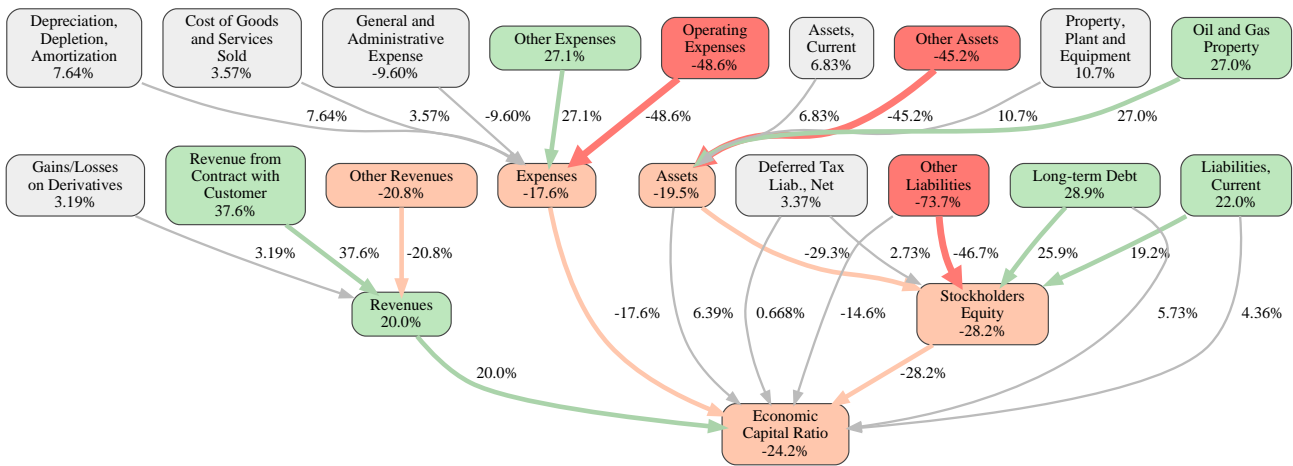 Depreciation,
Depletion,
Amortization
7.64%
Cost of Goods
and Services
Sold
3.57%
General and
Administrative
Expense
-9.60%
Other Expenses
27.1%
Operating
Expenses
-48.6%
Assets,
Current
6.83%
Other Assets
-45.2%
Property,
Plant and
Equipment
10.7%
Oil and Gas
Property
27.0%
7.64%
3.57%
-9.60%
27.1%
-48.6%
6.83%
-45.2%
10.7%
27.0%
Gains/Losses
on Derivatives
3.19%
Revenue from
Contract with
Customer
37.6%
Other Revenues
-20.8%
Expenses
-17.6%
Assets
-19.5%
Deferred Tax
Liab., Net
3.37%
Other
Liabilities
-73.7%
Long-term Debt
28.9%
Liabilities,
Current
22.0%
3.19%
37.6%
-20.8%
-29.3%
2.73%
-46.7%
25.9%
19.2%
Revenues
20.0%
-17.6%
6.39%
0.668%
-14.6%
Stockholders
Equity
-28.2%
5.73%
4.36%
20.0%
-28.2%
Economic
Capital Ratio
-24.2%